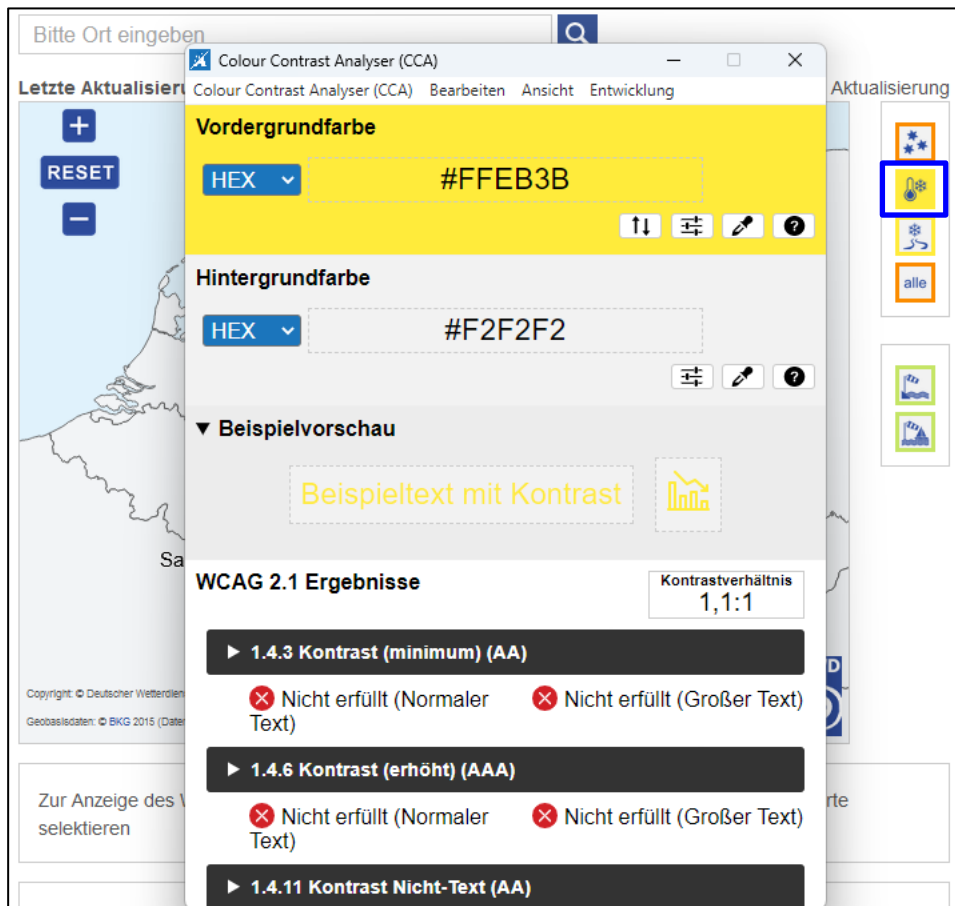 Bitte Ort eingeben
Colour Contrast Analyser (CCA)
Letzte Aktualisieru
Colour Contrast Analyser (CCA) Bearbeiten Ansicht Entwicklung
Aktualisierung
+
RESET
−
Vordergrundfarbe
HEX
#FFEB3B
Hintergrundfarbe
HEX
#F2F2F2
alle
▼ Beispielvorschau
Beispieltext mit Kontrast
Sa
WCAG 2.1 Ergebnisse
Kontrastverhältnis
1,1:1
▶ 1.4.3 Kontrast (minimum) (AA)
Nicht erfüllt (Normaler Text)
Nicht erfüllt (Großer Text)
D
Copyright: © Deutscher Wetterdien
Geobasisdaten: © BKG 2015 (Daten
▶ 1.4.6 Kontrast (erhöht) (AAA)
Zur Anzeige des W
selektieren
rte
Nicht erfüllt (Normaler Text)
Nicht erfüllt (Großer Text)
▶ 1.4.11 Kontrast Nicht-Text (AA)